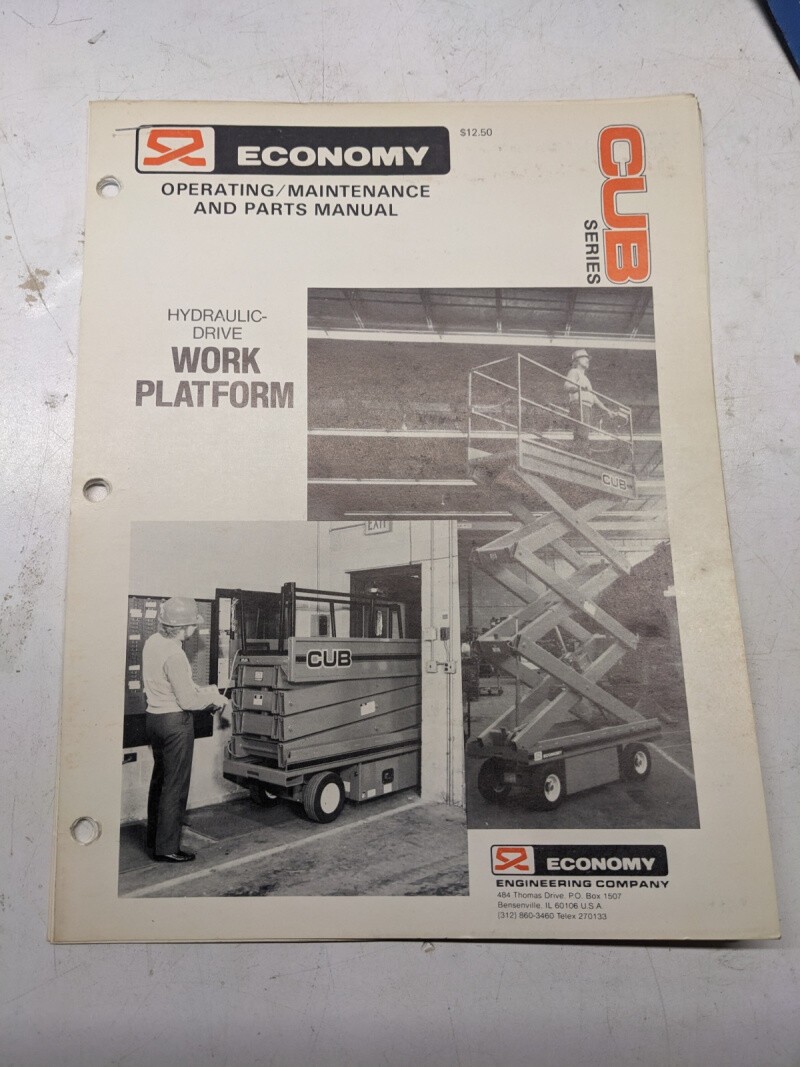 ECONOMY
$12.50
OPERATING/MAINTENANCE
AND PARTS MANUAL
CUB
SERIES
HYDRAULIC-
DRIVE
WORK
PLATFORM
CUB
EXIT
CUB
ECONOMY
ENGINEERING COMPANY
484 Thomas Drive, P.O. Box 1507
Bensenville, IL 60106 U.S.A.
(312) 860-3460 Telex 270133